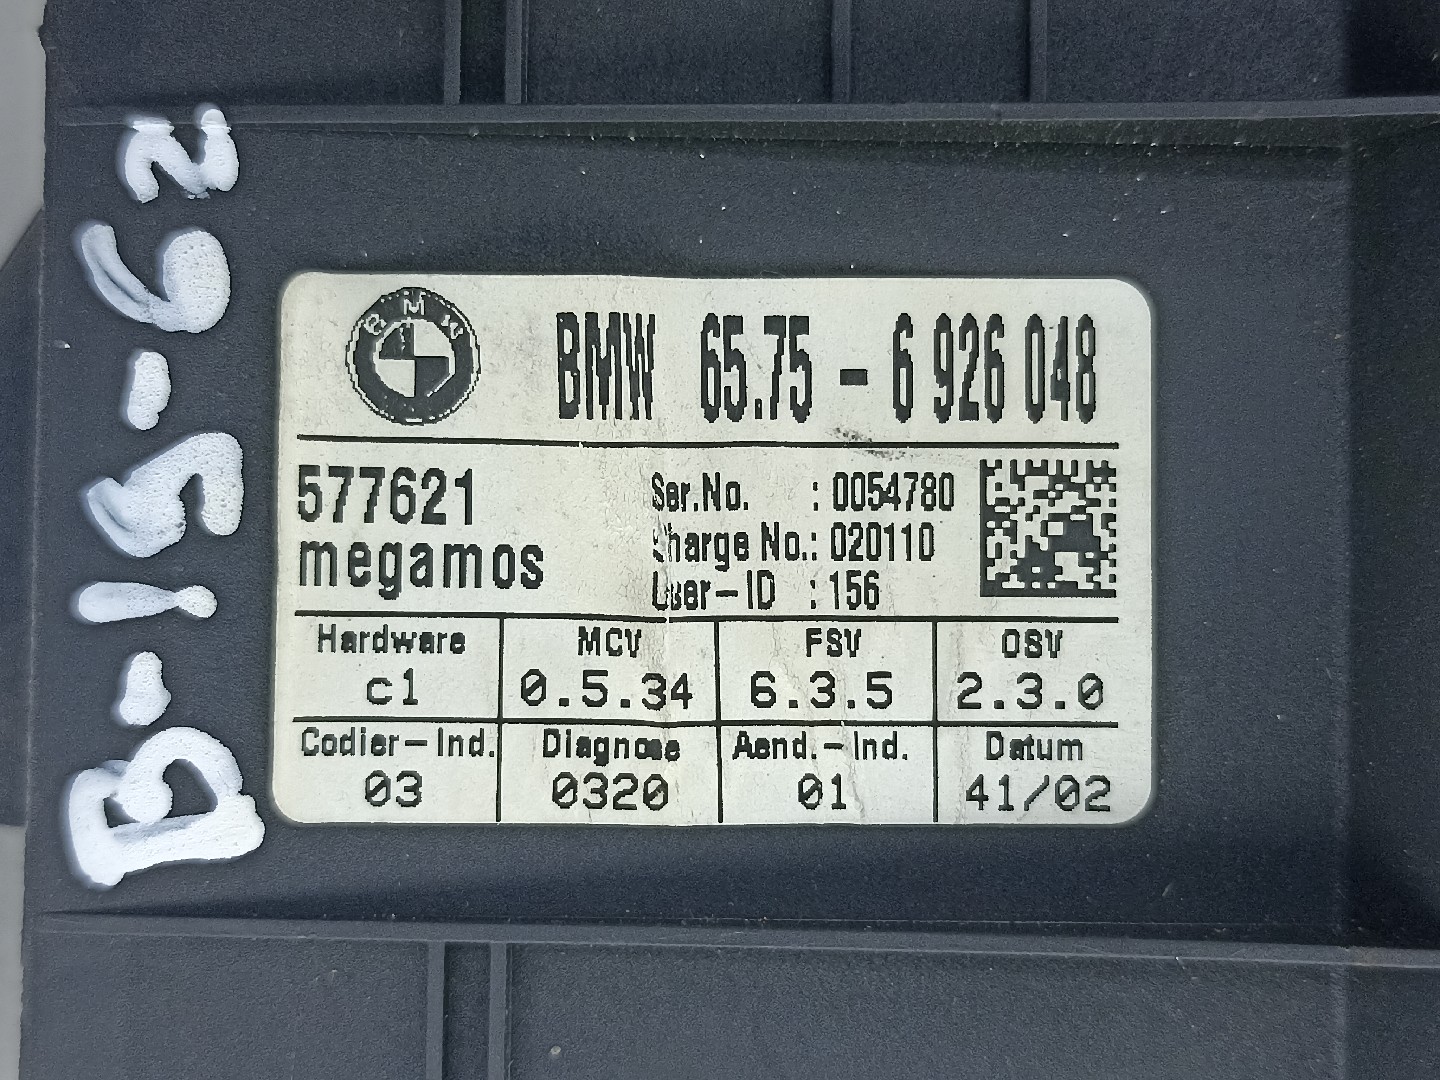 B-15-62
BMW
BMW 65.75 - 6 926 048
577621
megamos
Ser.No. : 0054780
Charge No.: 020110
User-ID : 156
Hardware MCV FSV OSV
c1 0.5.34 6.3.5 2.3.0
Codier-Ind. Diagnose Aend.-Ind. Datum
03 0320 01 41/02